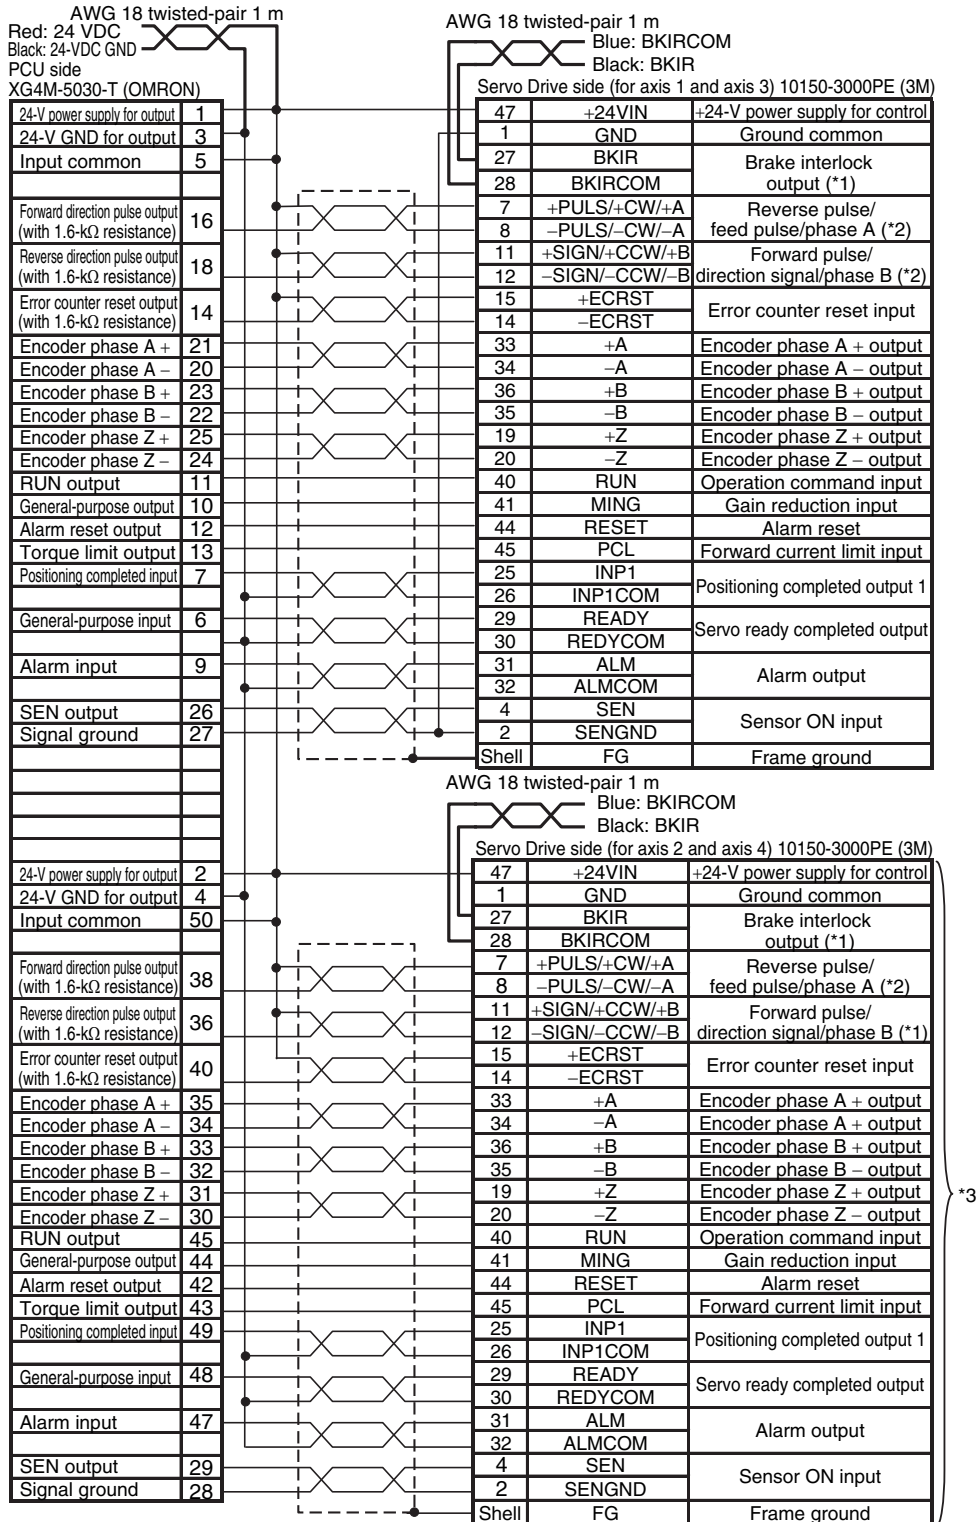 AWG 18 twisted-pair 1 m
Red: 24 VDC
Black: 24-VDC GND
PCU side
XG4M-5030-T (OMRON)
24-V power supply for output 1
24-V GND for output 3
Input common 5
Forward direction pulse output (with 1.6-kΩ resistance) 16
Reverse direction pulse output (with 1.6-kΩ resistance) 18
Error counter reset output (with 1.6-kΩ resistance) 14
Encoder phase A + 21
Encoder phase A − 20
Encoder phase B + 23
Encoder phase B − 22
Encoder phase Z + 25
Encoder phase Z − 24
RUN output 11
General-purpose output 10
Alarm reset output 12
Torque limit output 13
Positioning completed input 7
General-purpose input 6
Alarm input 9
SEN output 26
Signal ground 27
24-V power supply for output 2
24-V GND for output 4
Input common 50
Forward direction pulse output (with 1.6-kΩ resistance) 38
Reverse direction pulse output (with 1.6-kΩ resistance) 36
Error counter reset output (with 1.6-kΩ resistance) 40
Encoder phase A + 35
Encoder phase A − 34
Encoder phase B + 33
Encoder phase B − 32
Encoder phase Z + 31
Encoder phase Z − 30
RUN output 45
General-purpose output 44
Alarm reset output 42
Torque limit output 43
Positioning completed input 49
General-purpose input 48
Alarm input 47
SEN output 29
Signal ground 28
AWG 18 twisted-pair 1 m
Blue: BKIRCOM
Black: BKIR
Servo Drive side (for axis 1 and axis 3) 10150-3000PE (3M)
47 +24VIN +24-V power supply for control
1 GND Ground common
27 BKIR Brake interlock output (*1)
28 BKIRCOM
7 +PULS/+CW/+A Reverse pulse/ feed pulse/phase A (*2)
8 −PULS/−CW/−A
11 +SIGN/+CCW/+B Forward pulse/ direction signal/phase B (*2)
12 −SIGN/−CCW/−B
15 +ECRST Error counter reset input
14 −ECRST
33 +A Encoder phase A + output
34 −A Encoder phase A − output
36 +B Encoder phase B + output
35 −B Encoder phase B − output
19 +Z Encoder phase Z + output
20 −Z Encoder phase Z − output
40 RUN Operation command input
41 MING Gain reduction input
44 RESET Alarm reset
45 PCL Forward current limit input
25 INP1 Positioning completed output 1
26 INP1COM
29 READY Servo ready completed output
30 REDYCOM
31 ALM Alarm output
32 ALMCOM
4 SEN Sensor ON input
2 SENGND
Shell FG Frame ground
AWG 18 twisted-pair 1 m
Blue: BKIRCOM
Black: BKIR
Servo Drive side (for axis 2 and axis 4) 10150-3000PE (3M)
47 +24VIN +24-V power supply for control
1 GND Ground common
27 BKIR Brake interlock output (*1)
28 BKIRCOM
7 +PULS/+CW/+A Reverse pulse/ feed pulse/phase A (*2)
8 −PULS/−CW/−A
11 +SIGN/+CCW/+B Forward pulse/ direction signal/phase B (*1)
12 −SIGN/−CCW/−B
15 +ECRST Error counter reset input
14 −ECRST
33 +A Encoder phase A + output
34 −A Encoder phase A + output
36 +B Encoder phase B + output
35 −B Encoder phase B − output
19 +Z Encoder phase Z + output
20 −Z Encoder phase Z − output
40 RUN Operation command input
41 MING Gain reduction input
44 RESET Alarm reset
45 PCL Forward current limit input
25 INP1 Positioning completed output 1
26 INP1COM
29 READY Servo ready completed output
30 REDYCOM
31 ALM Alarm output
32 ALMCOM
4 SEN Sensor ON input
2 SENGND
Shell FG Frame ground
*3